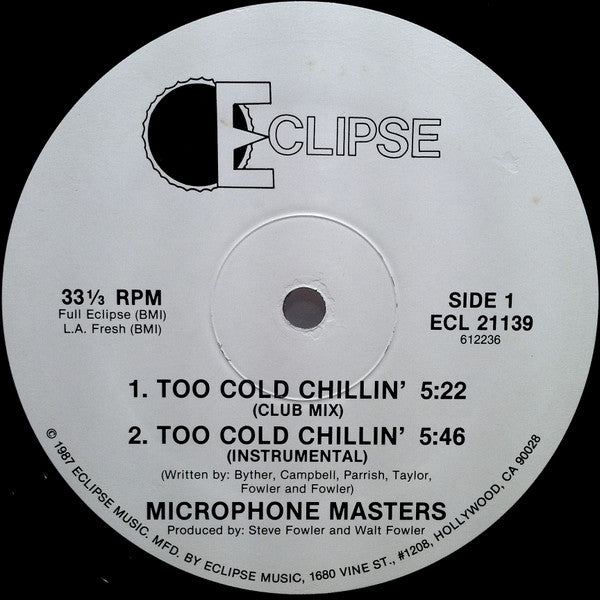 ECLIPSE
33⅓ RPM
Full Eclipse (BMI)
L.A. Fresh (BMI)
SIDE 1
ECL 21139
612236
1. TOO COLD CHILLIN' 5:22
(CLUB MIX)
2. TOO COLD CHILLIN' 5:46
(INSTRUMENTAL)
(Written by: Byther, Campbell, Parrish, Taylor,
Fowler and Fowler)
MICROPHONE MASTERS
Produced by: Steve Fowler and Walt Fowler
© 1987 ECLIPSE MUSIC. MFD. BY ECLIPSE MUSIC, 1680 VINE ST., #1208, HOLLYWOOD, CA 90028